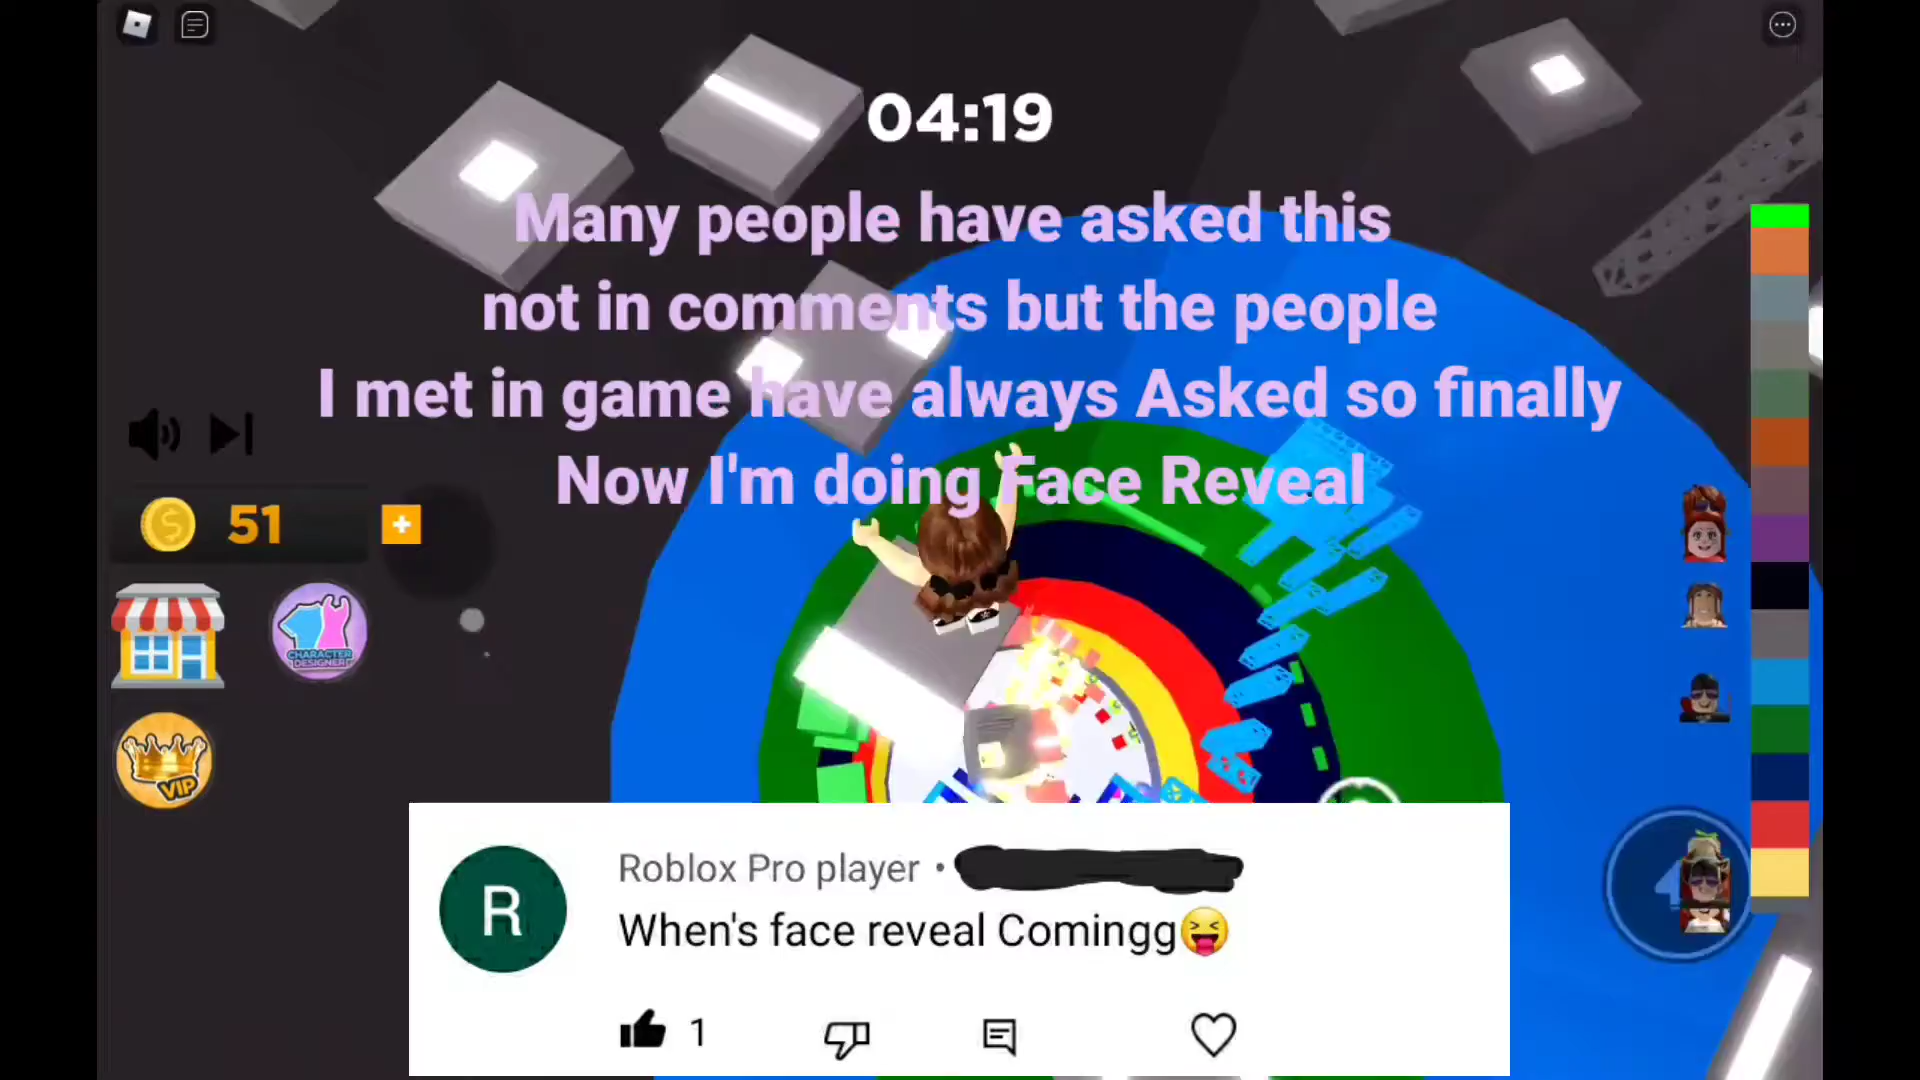 04:19
Many people have asked this
not in comments but the people
I met in game have always Asked so finally
Now I'm doing Face Reveal
51
CHARACTER
DESIGNER
VIP
R
Roblox Pro player •
When's face reveal Comingg😝
1